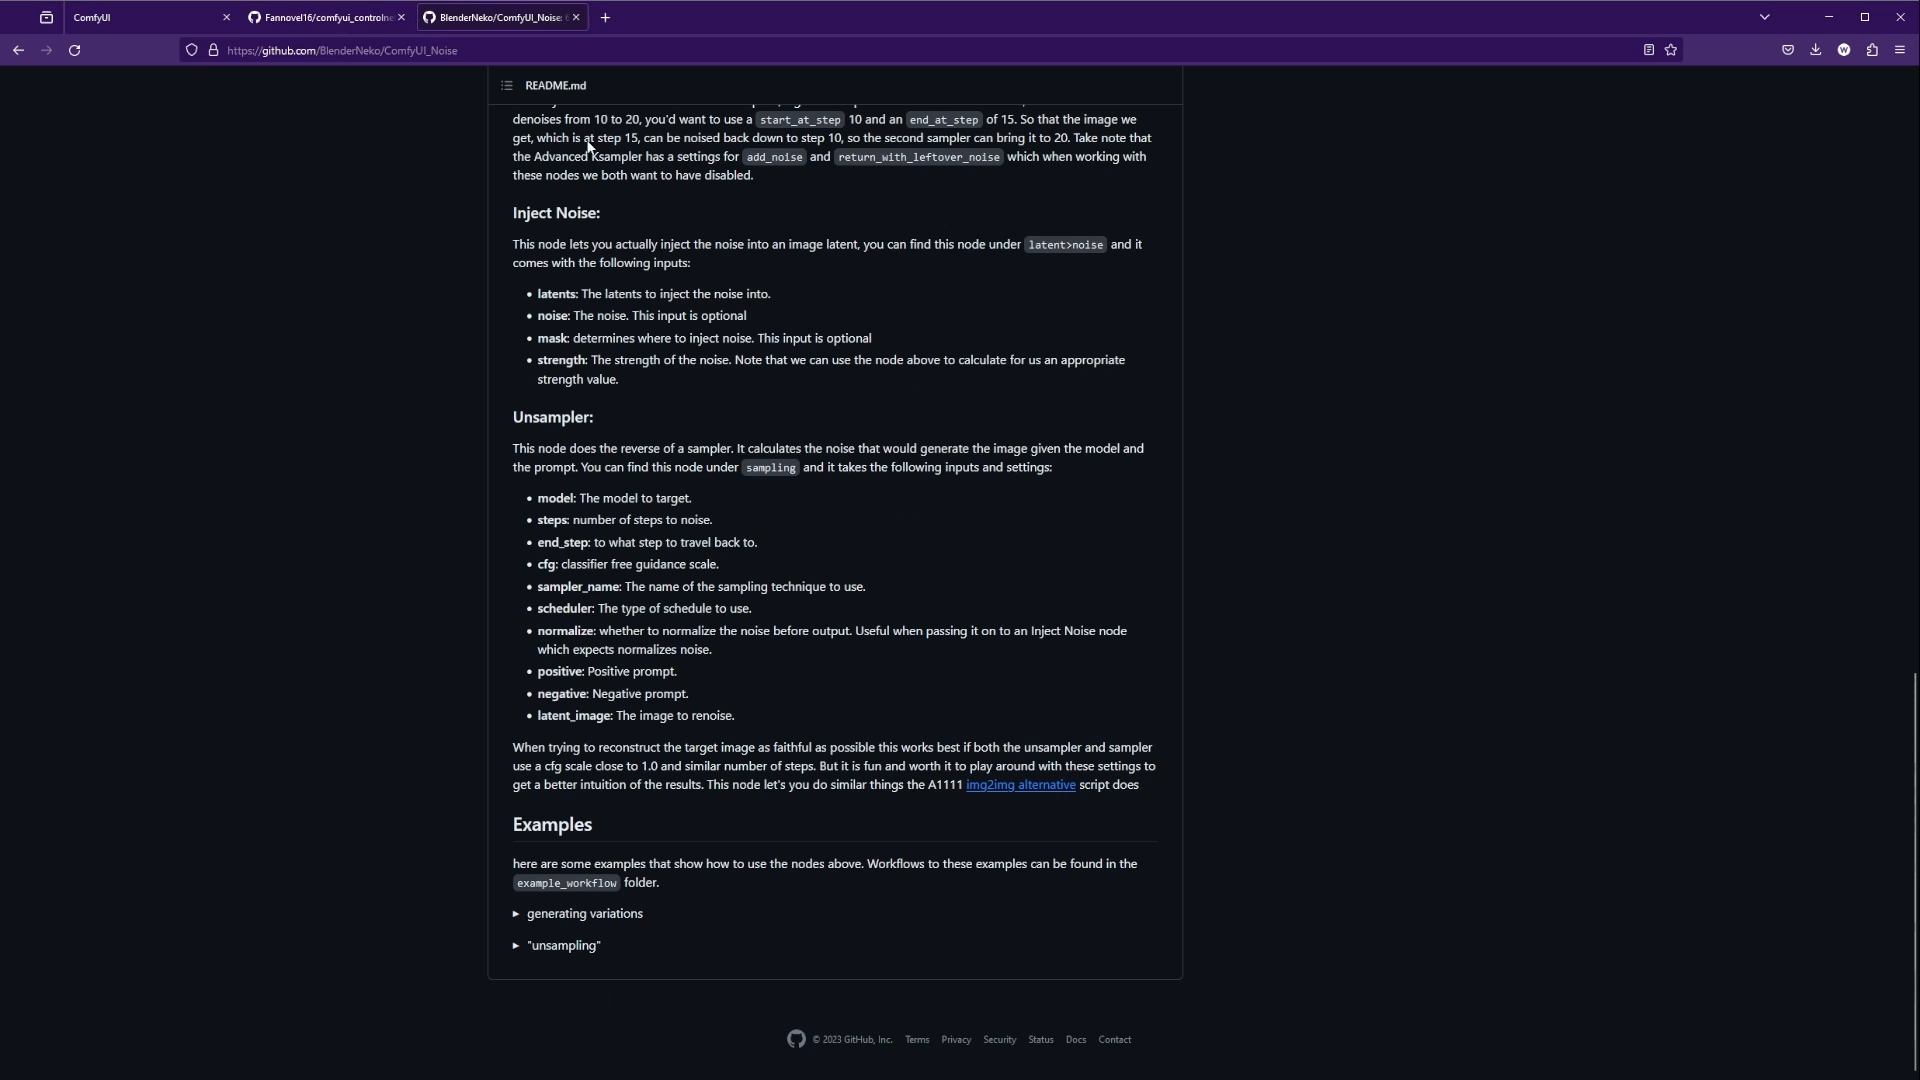 ComfyUI
Fannovel16/comfyui_controlne
BlenderNeko/ComfyUI_Noise: 6
https://github.com/BlenderNeko/ComfyUI_Noise
README.md
denoises from 10 to 20, you'd want to use a start_at_step 10 and an end_at_step of 15. So that the image we
get, which is at step 15, can be noised back down to step 10, so the second sampler can bring it to 20. Take note that
the Advanced Ksampler has a settings for add_noise and return_with_leftover_noise which when working with
these nodes we both want to have disabled.
Inject Noise:
This node lets you actually inject the noise into an image latent, you can find this node under latent>noise and it
comes with the following inputs:
• latents: The latents to inject the noise into.
• noise: The noise. This input is optional
• mask: determines where to inject noise. This input is optional
• strength: The strength of the noise. Note that we can use the node above to calculate for us an appropriate
strength value.
Unsampler:
This node does the reverse of a sampler. It calculates the noise that would generate the image given the model and
the prompt. You can find this node under sampling and it takes the following inputs and settings:
• model: The model to target.
• steps: number of steps to noise.
• end_step: to what step to travel back to.
• cfg: classifier free guidance scale.
• sampler_name: The name of the sampling technique to use.
• scheduler: The type of schedule to use.
• normalize: whether to normalize the noise before output. Useful when passing it on to an Inject Noise node
which expects normalizes noise.
• positive: Positive prompt.
• negative: Negative prompt.
• latent_image: The image to renoise.
When trying to reconstruct the target image as faithful as possible this works best if both the unsampler and sampler
use a cfg scale close to 1.0 and similar number of steps. But it is fun and worth it to play around with these settings to
get a better intuition of the results. This node let's you do similar things the A1111 img2img alternative script does
Examples
here are some examples that show how to use the nodes above. Workflows to these examples can be found in the
example_workflow folder.
▸ generating variations
▸ "unsampling"
© 2023 GitHub, Inc. Terms Privacy Security Status Docs Contact